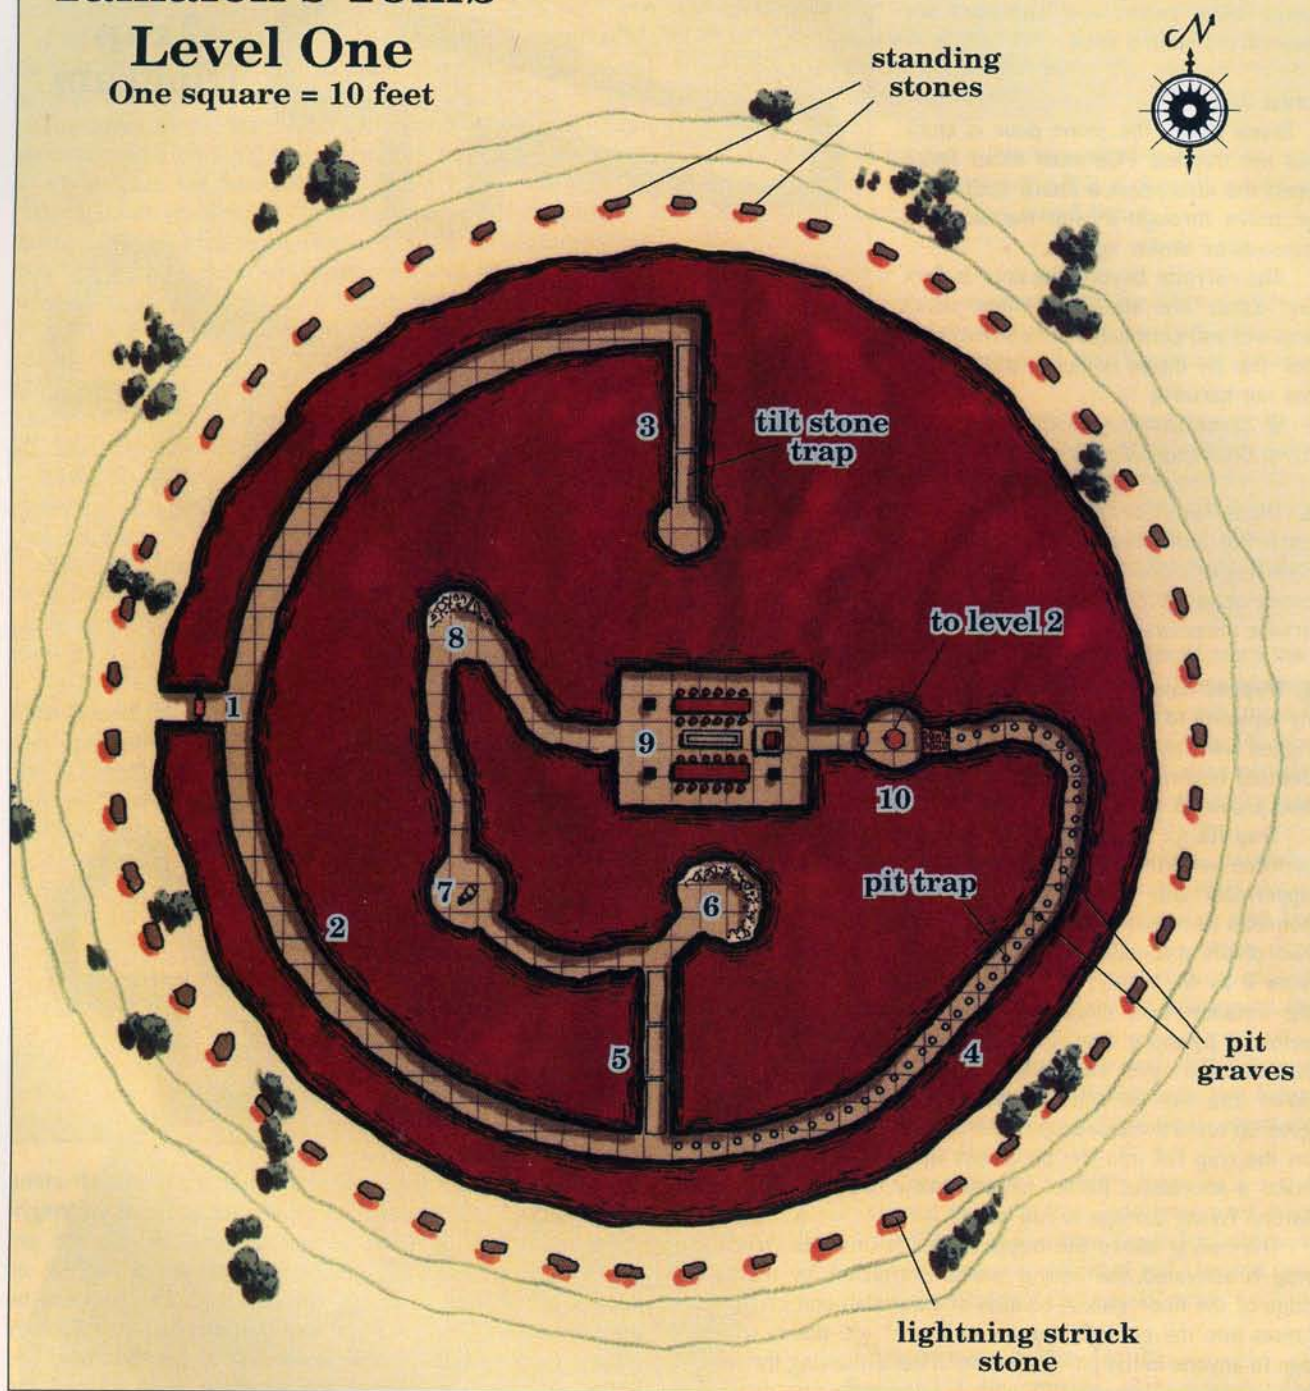 Level One
One square = 10 feet
N
standing
stones
3
tilt stone
trap
8
to level 2
1
9
10
7
6
pit trap
2
5
4
pit
graves
lightning struck
stone